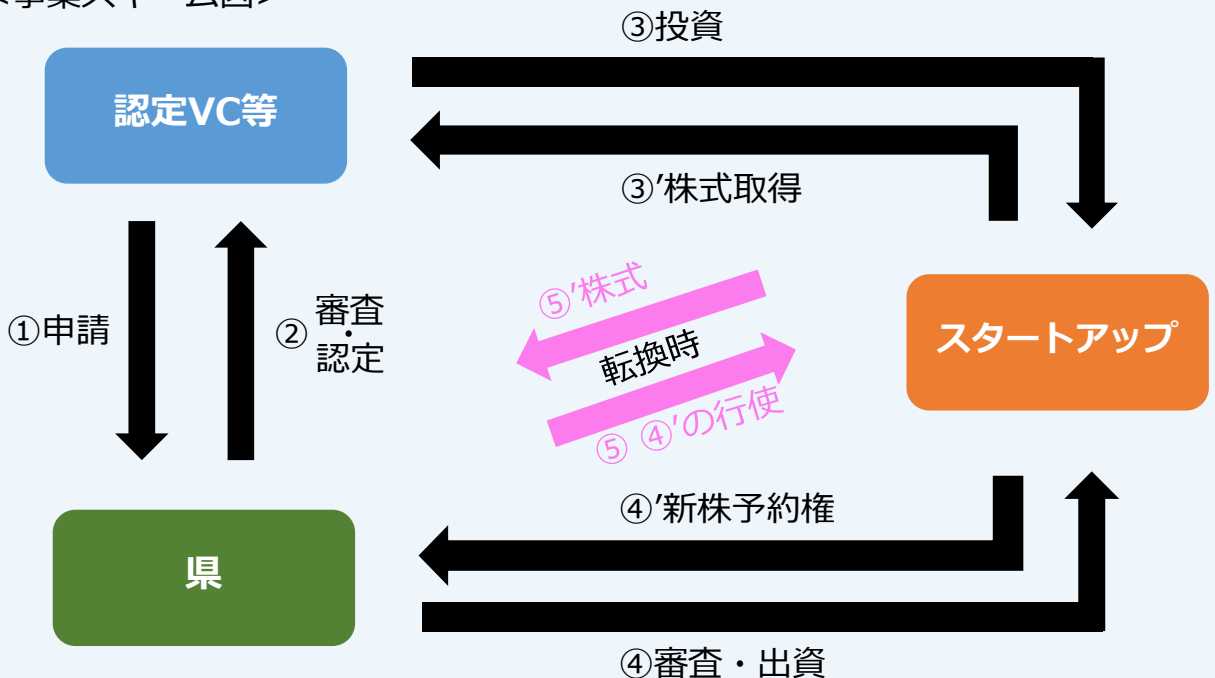 ③投資
認定VC等
③’株式取得
①申請
②
審査
・
認定
⑤’株式
転換時
⑤ ④’の行使
スタートアップ
④’新株予約権
県
④審査・出資